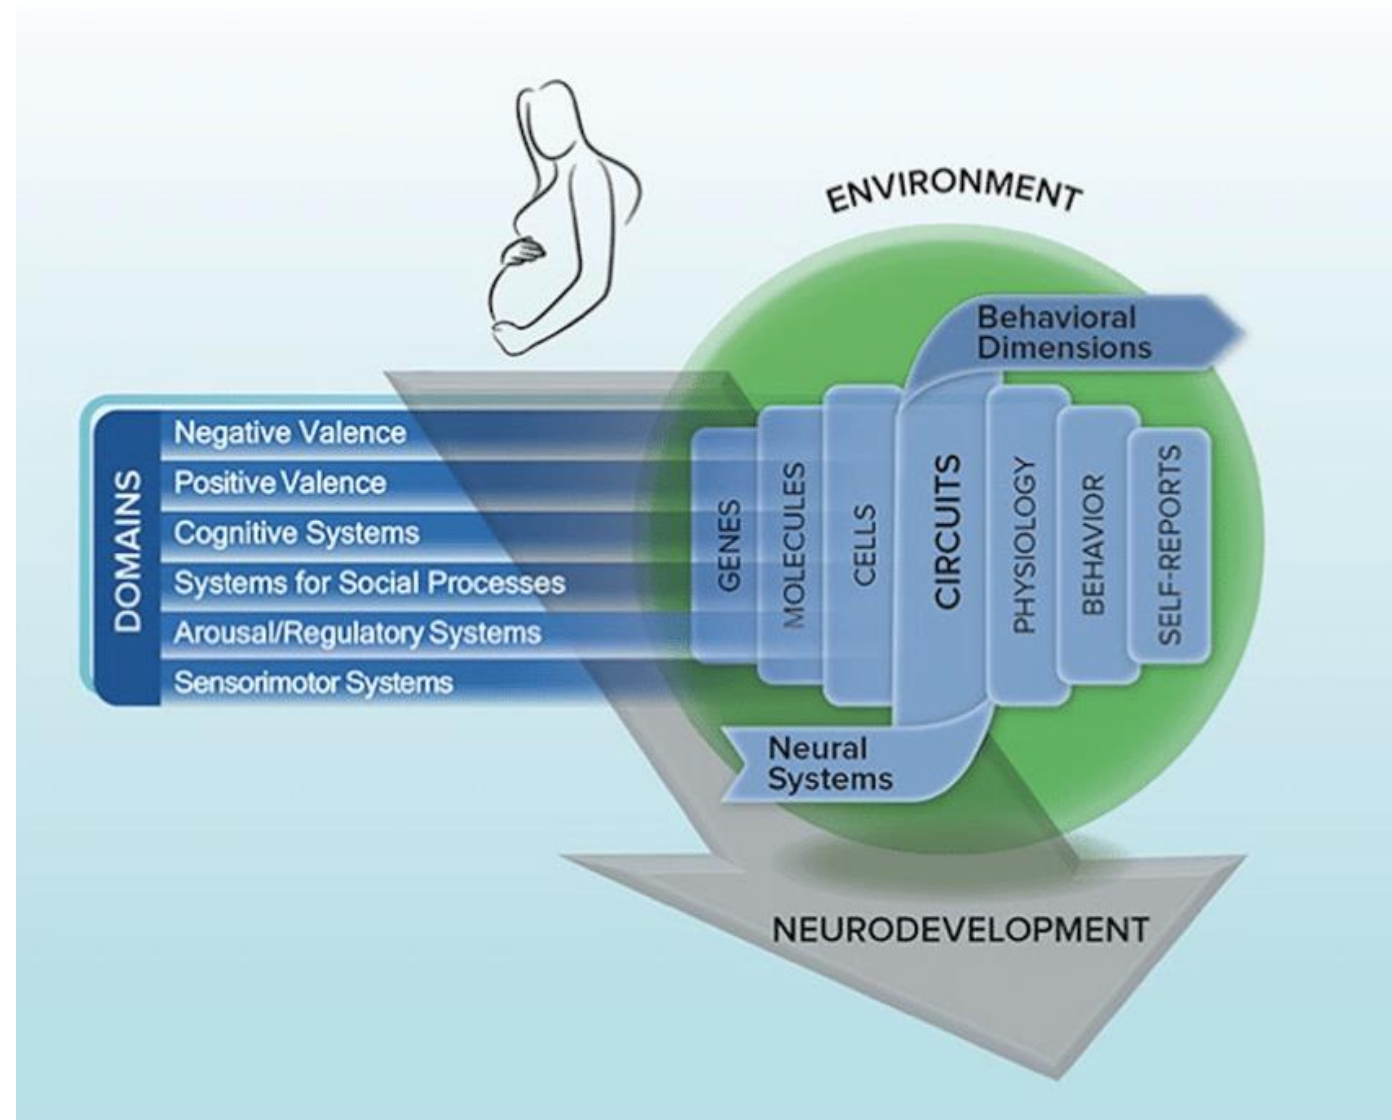 ENVIRONMENT
Behavioral
Dimensions
DOMAINS
Negative Valence
Positive Valence
Cognitive Systems
Systems for Social Processes
Arousal/Regulatory Systems
Sensorimotor Systems
GENES
MOLECULES
CELLS
CIRCUITS
PHYSIOLOGY
BEHAVIOR
SELF-REPORTS
Neural
Systems
NEURODEVELOPMENT